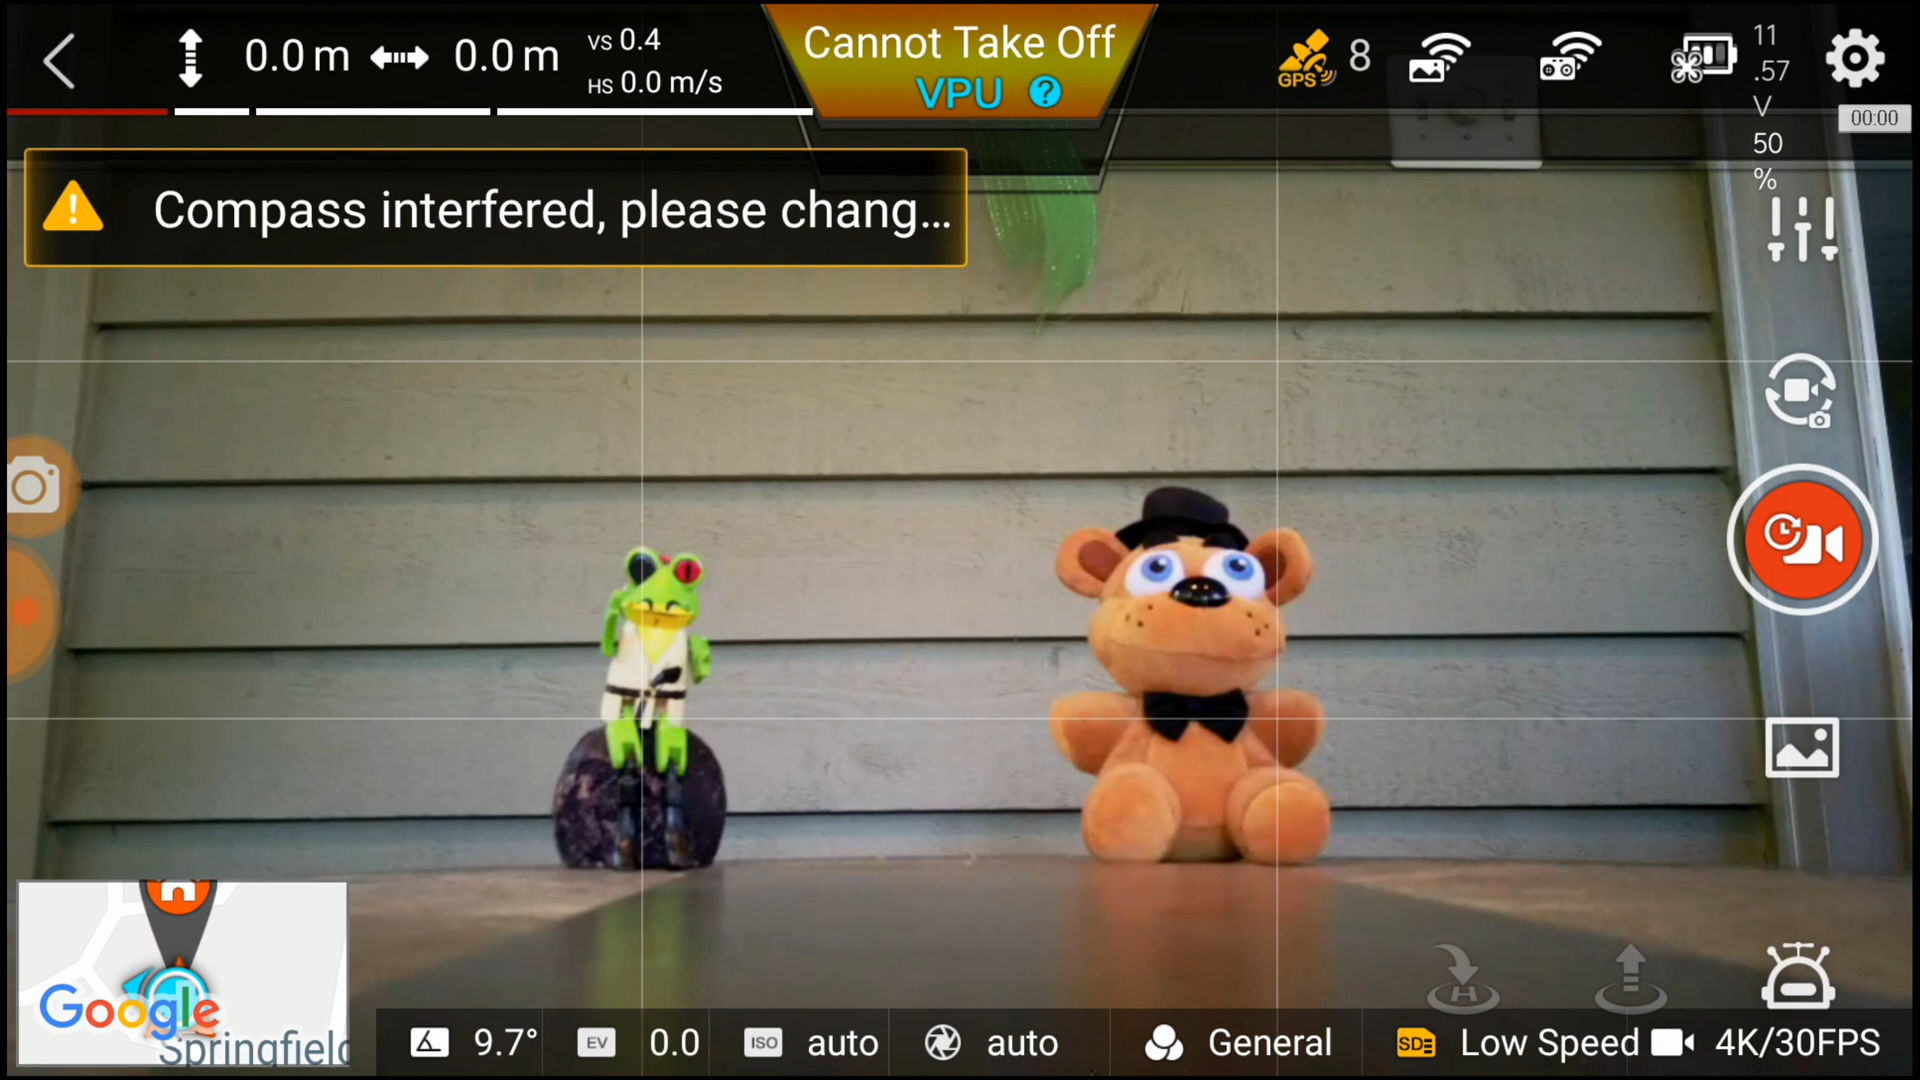 0.0 m
0.0 m
VS 0.4
HS 0.0 m/s
Cannot Take Off
VPU ?
GPS
8
11
.57
V
50
%
00:00
Compass interfered, please chang...
Google
Springfield
9.7°
EV 0.0
ISO auto
auto
General
SD Low Speed
4K/30FPS